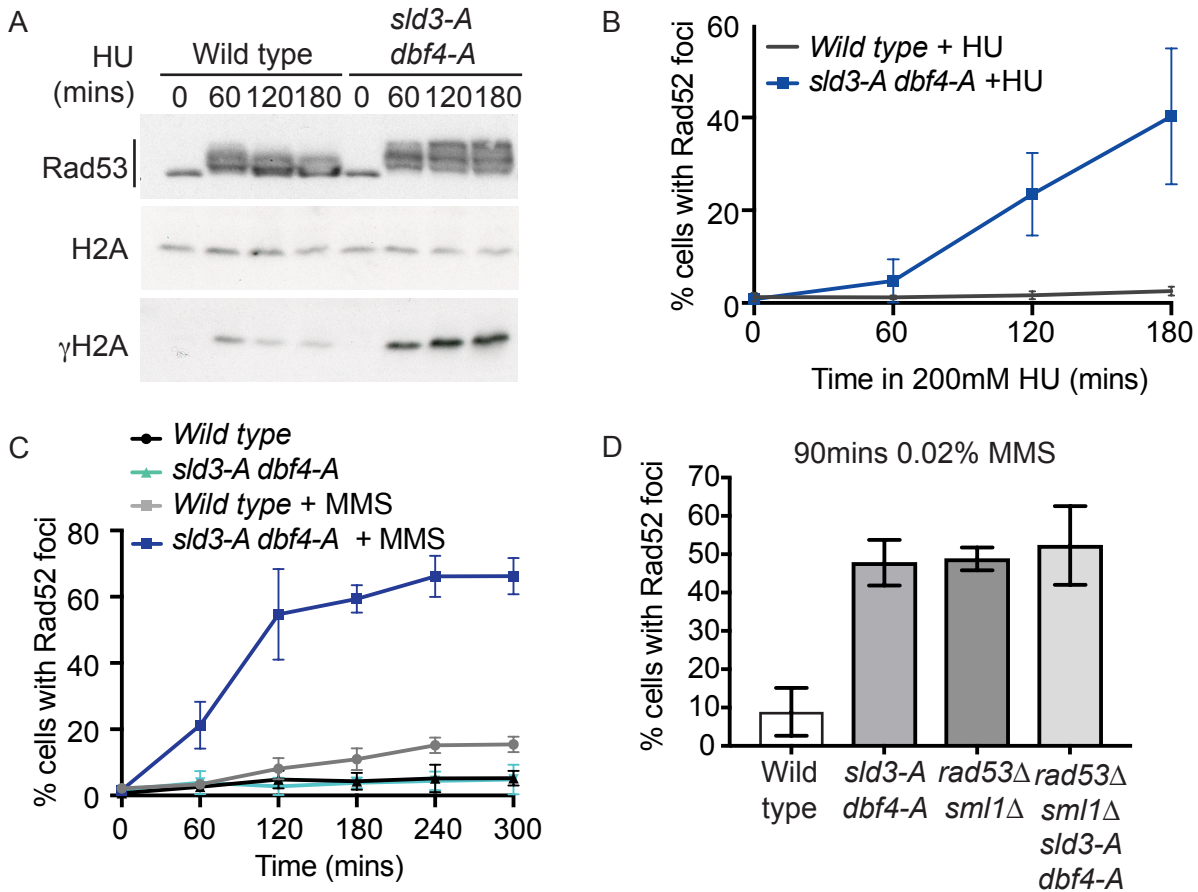 A
HU
(mins)
Wild type
sld3-A
dbf4-A
0 60 120 180 0 60 120 180
Rad53
H2A
γH2A
B
% cells with Rad52 foci
60
40
20
0
Wild type + HU
sld3-A dbf4-A +HU
0 60 120 180
Time in 200mM HU (mins)
C
Wild type
sld3-A dbf4-A
Wild type + MMS
sld3-A dbf4-A + MMS
% cells with Rad52 foci
80
60
40
20
0
0 60 120 180 240 300
Time (mins)
D
90mins 0.02% MMS
% cells with Rad52 foci
70
60
50
40
30
20
10
0
Wild
type
sld3-A
dbf4-A
rad53Δ
sml1Δ
rad53Δ
sml1Δ
sld3-A
dbf4-A